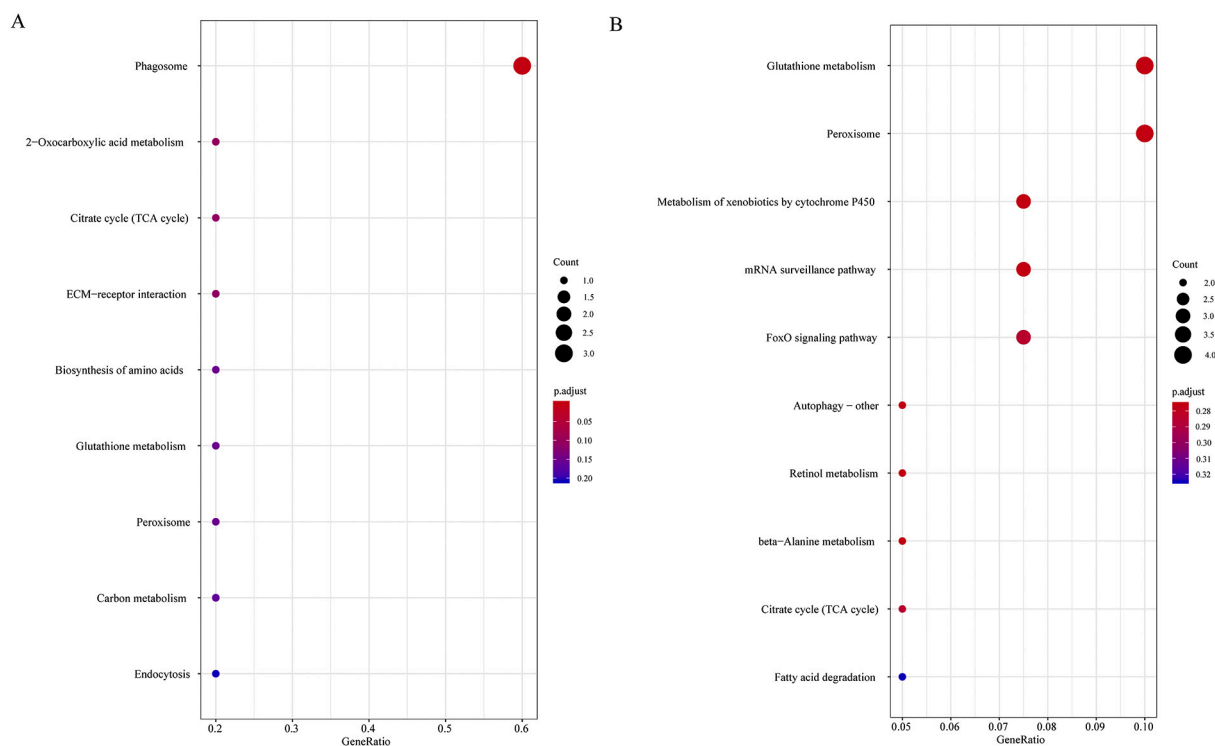 A
Phagosome
2−Oxocarboxylic acid metabolism
Citrate cycle (TCA cycle)
ECM−receptor interaction
Biosynthesis of amino acids
Glutathione metabolism
Peroxisome
Carbon metabolism
Endocytosis
0.2 0.3 0.4 0.5 0.6
GeneRatio
Count
1.0
1.5
2.0
2.5
3.0
p.adjust
0.05
0.10
0.15
0.20
B
Glutathione metabolism
Peroxisome
Metabolism of xenobiotics by cytochrome P450
mRNA surveillance pathway
FoxO signaling pathway
Autophagy − other
Retinol metabolism
beta-Alanine metabolism
Citrate cycle (TCA cycle)
Fatty acid degradation
0.05 0.06 0.07 0.08 0.09 0.10
GeneRatio
Count
2.0
2.5
3.0
3.5
4.0
p.adjust
0.28
0.29
0.30
0.31
0.32